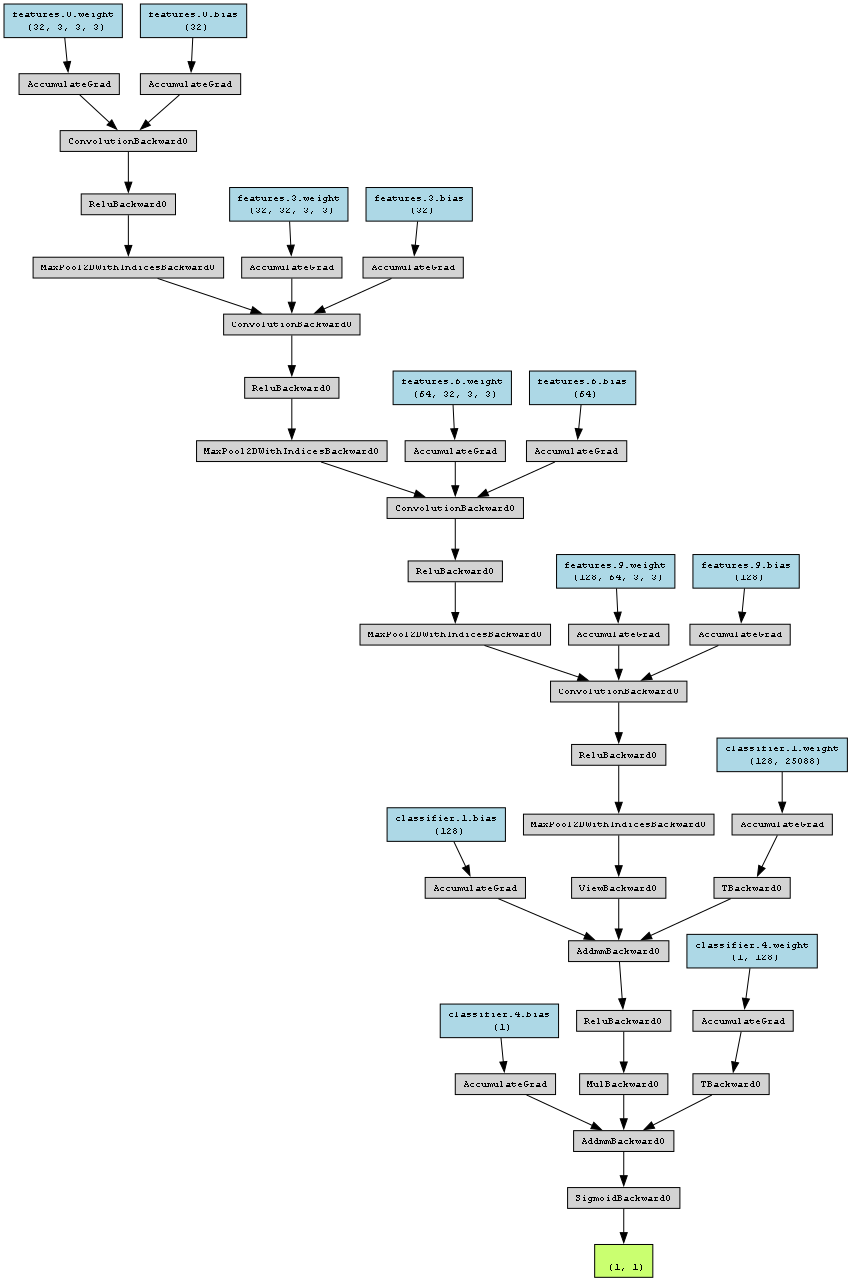 features.0.weight
(32, 3, 3, 3)
features.0.bias
(32)
AccumulateGrad
AccumulateGrad
ConvolutionBackward0
ReluBackward0
features.3.weight
(32, 32, 3, 3)
features.3.bias
(32)
MaxPool2DWithIndicesBackward0
AccumulateGrad
AccumulateGrad
ConvolutionBackward0
ReluBackward0
features.6.weight
(64, 32, 3, 3)
features.6.bias
(64)
MaxPool2DWithIndicesBackward0
AccumulateGrad
AccumulateGrad
ConvolutionBackward0
ReluBackward0
features.9.weight
(128, 64, 3, 3)
features.9.bias
(128)
MaxPool2DWithIndicesBackward0
AccumulateGrad
AccumulateGrad
ConvolutionBackward0
ReluBackward0
classifier.1.weight
(128, 25088)
classifier.1.bias
(128)
MaxPool2DWithIndicesBackward0
AccumulateGrad
AccumulateGrad
ViewBackward0
TBackward0
AddmmBackward0
classifier.4.weight
(1, 128)
classifier.4.bias
(1)
ReluBackward0
AccumulateGrad
AccumulateGrad
MulBackward0
TBackward0
AddmmBackward0
SigmoidBackward0
(1, 1)